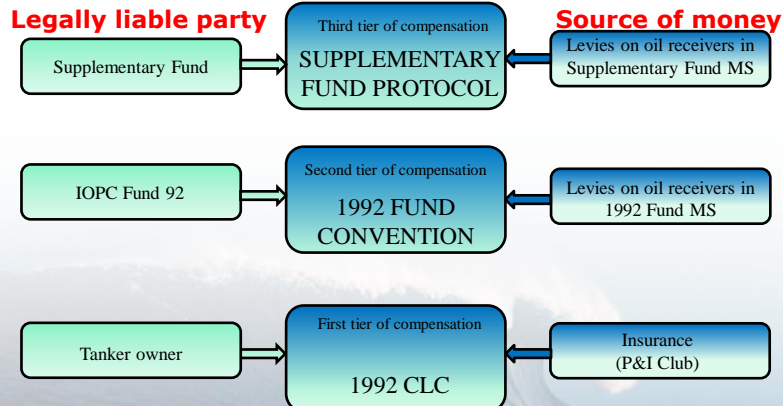 Legally liable party
Source of money
Supplementary Fund
Third tier of compensation
SUPPLEMENTARY
FUND PROTOCOL
Levies on oil receivers in
Supplementary Fund MS
IOPC Fund 92
Second tier of compensation
1992 FUND
CONVENTION
Levies on oil receivers in
1992 Fund MS
Tanker owner
First tier of compensation
1992 CLC
Insurance
(P&I Club)